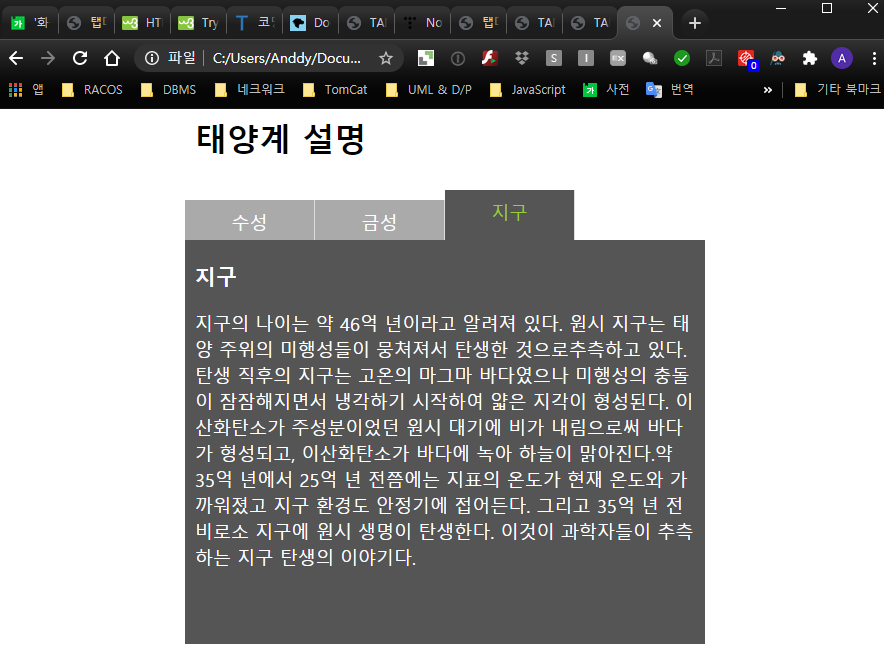 '화
탭
HT
Try
코
Do
TAI
No
탭
TAI
TA
파일 C:/Users/Anddy/Docu...
S
I
Ex
0
A
앱 RACOS DBMS 네크워크 TomCat UML & D/P JavaScript 사전 번역 » 기타 북마크
태양계 설명
수성 금성 지구
지구
지구의 나이는 약 46억 년이라고 알려져 있다. 원시 지구는 태
양 주위의 미행성들이 뭉쳐져서 탄생한 것으로추측하고 있다.
탄생 직후의 지구는 고온의 마그마 바다였으나 미행성의 충돌
이 잠잠해지면서 냉각하기 시작하여 얇은 지각이 형성된다. 이
산화탄소가 주성분이었던 원시 대기에 비가 내림으로써 바다
가 형성되고, 이산화탄소가 바다에 녹아 하늘이 맑아진다.약
35억 년에서 25억 년 전쯤에는 지표의 온도가 현재 온도와 가
까워졌고 지구 환경도 안정기에 접어든다. 그리고 35억 년 전
비로소 지구에 원시 생명이 탄생한다. 이것이 과학자들이 추측
하는 지구 탄생의 이야기다.